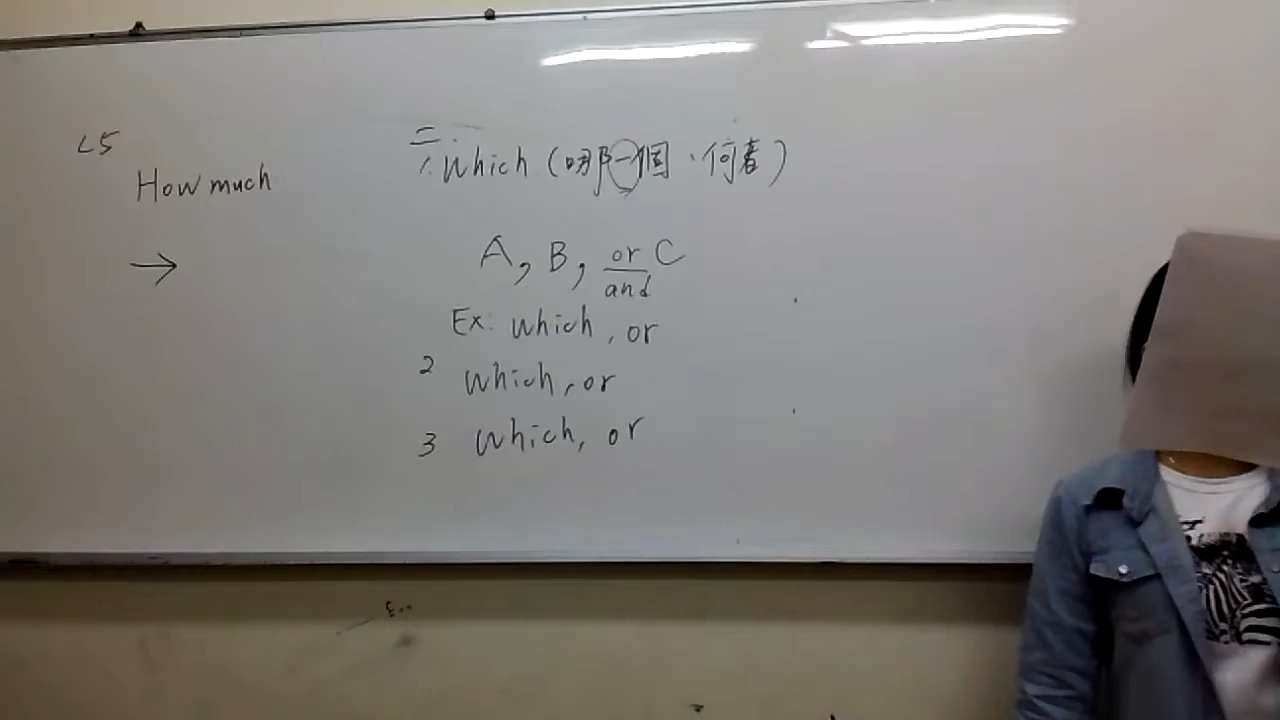 L5
How much
→
二.
1. Which (哪一個、何者)
A, B, or C
and
Ex: which, or
2 which, or
3 which, or